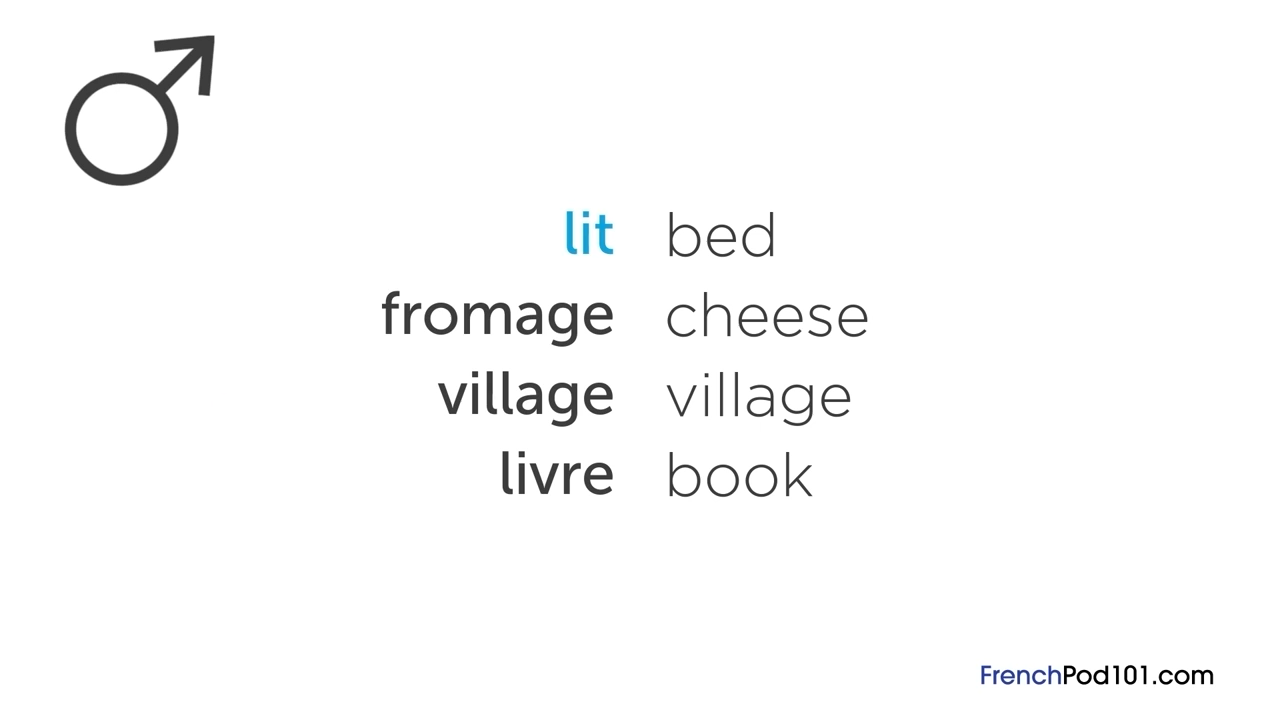 lit bed
fromage cheese
village village
livre book
FrenchPod101.com